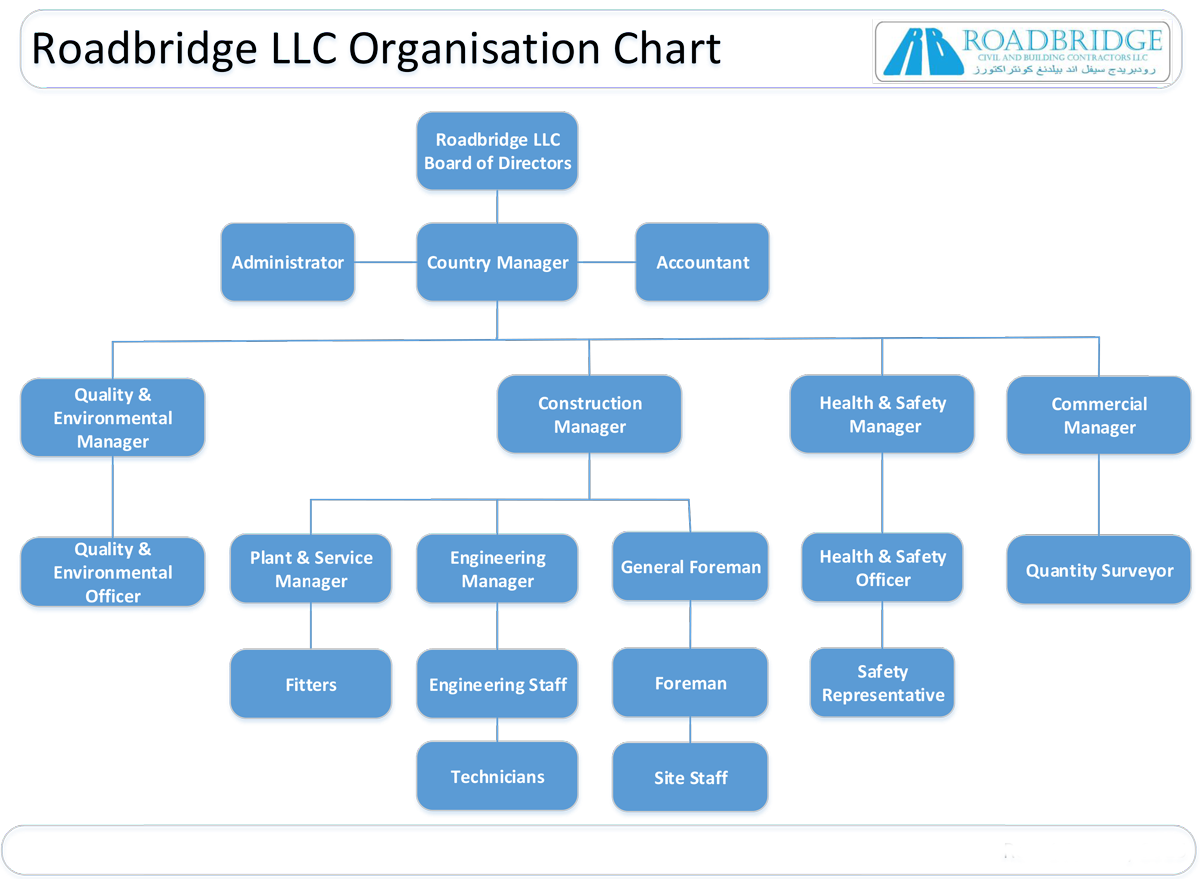 Roadbridge LLC Organisation Chart
ROADBRIDGE
CIVIL AND BUILDING CONTRACTORS LLC
رودبريدج سيفل اند بيلدنغ كونتراكتورز
Roadbridge LLC
Board of Directors
Administrator
Country Manager
Accountant
Quality &
Environmental
Manager
Construction
Manager
Health & Safety
Manager
Commercial
Manager
Quality &
Environmental
Officer
Plant & Service
Manager
Engineering
Manager
General Foreman
Health & Safety
Officer
Quantity Surveyor
Fitters
Engineering Staff
Foreman
Safety
Representative
Technicians
Site Staff